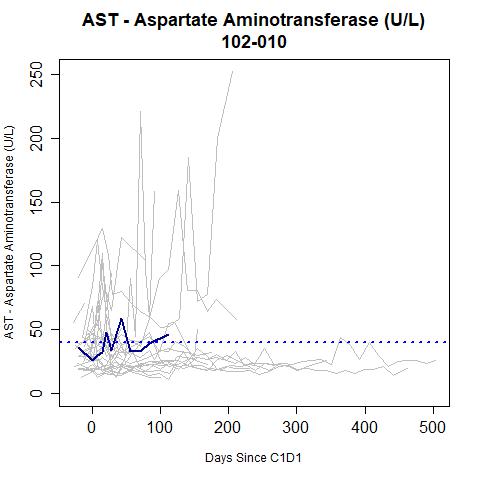 AST - Aspartate Aminotransferase (U/L)
102-010
AST - Aspartate Aminotransferase (U/L)
250
200
150
100
50
0
0 100 200 300 400 500
Days Since C1D1